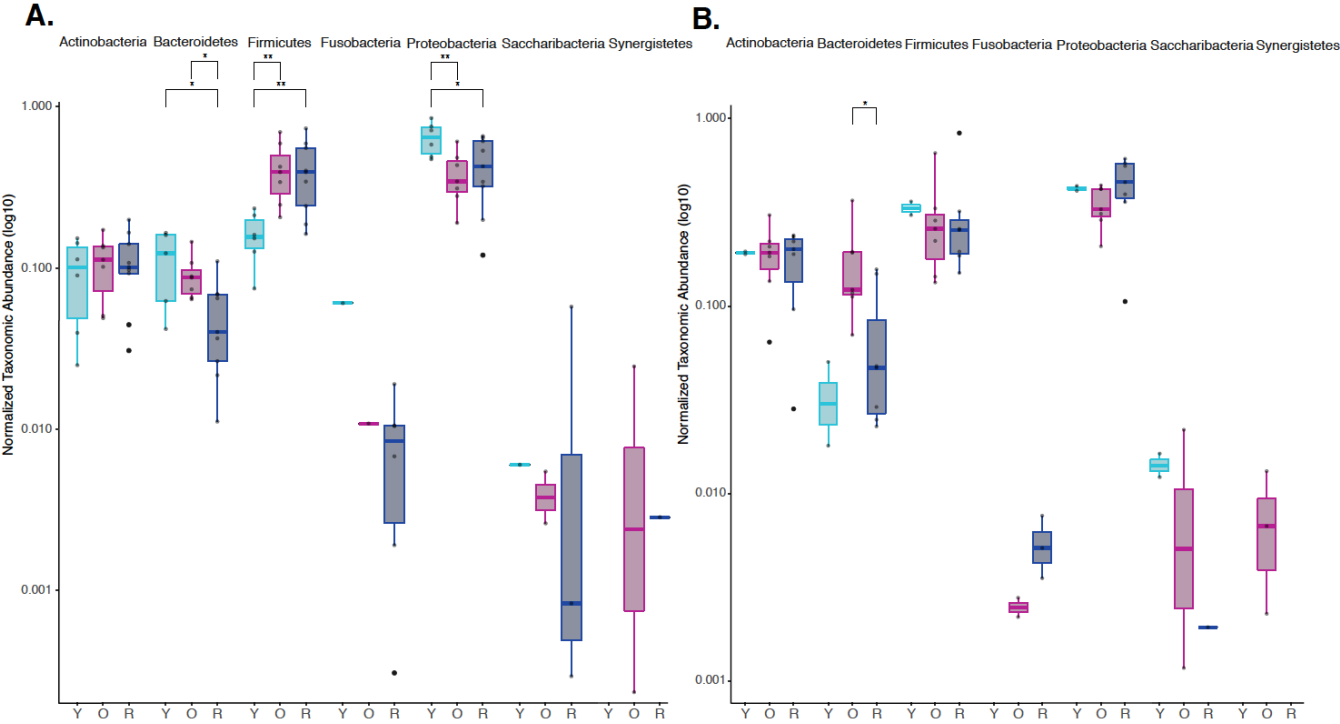 A.
Actinobacteria Bacteroidetes Firmicutes Fusobacteria Proteobacteria Saccharibacteria Synergistetes
* ** **
* ** *
Normalized Taxonomic Abundance (log10)
1.000
0.100
0.010
0.001
Y O R Y O R Y O R Y O R Y O R Y O R Y O R
B.
Actinobacteria Bacteroidetes Firmicutes Fusobacteria Proteobacteria Saccharibacteria Synergistetes
*
Normalized Taxonomic Abundance (log10)
1.000
0.100
0.010
0.001
Y O R Y O R Y O R Y O R Y O R Y O R Y O R